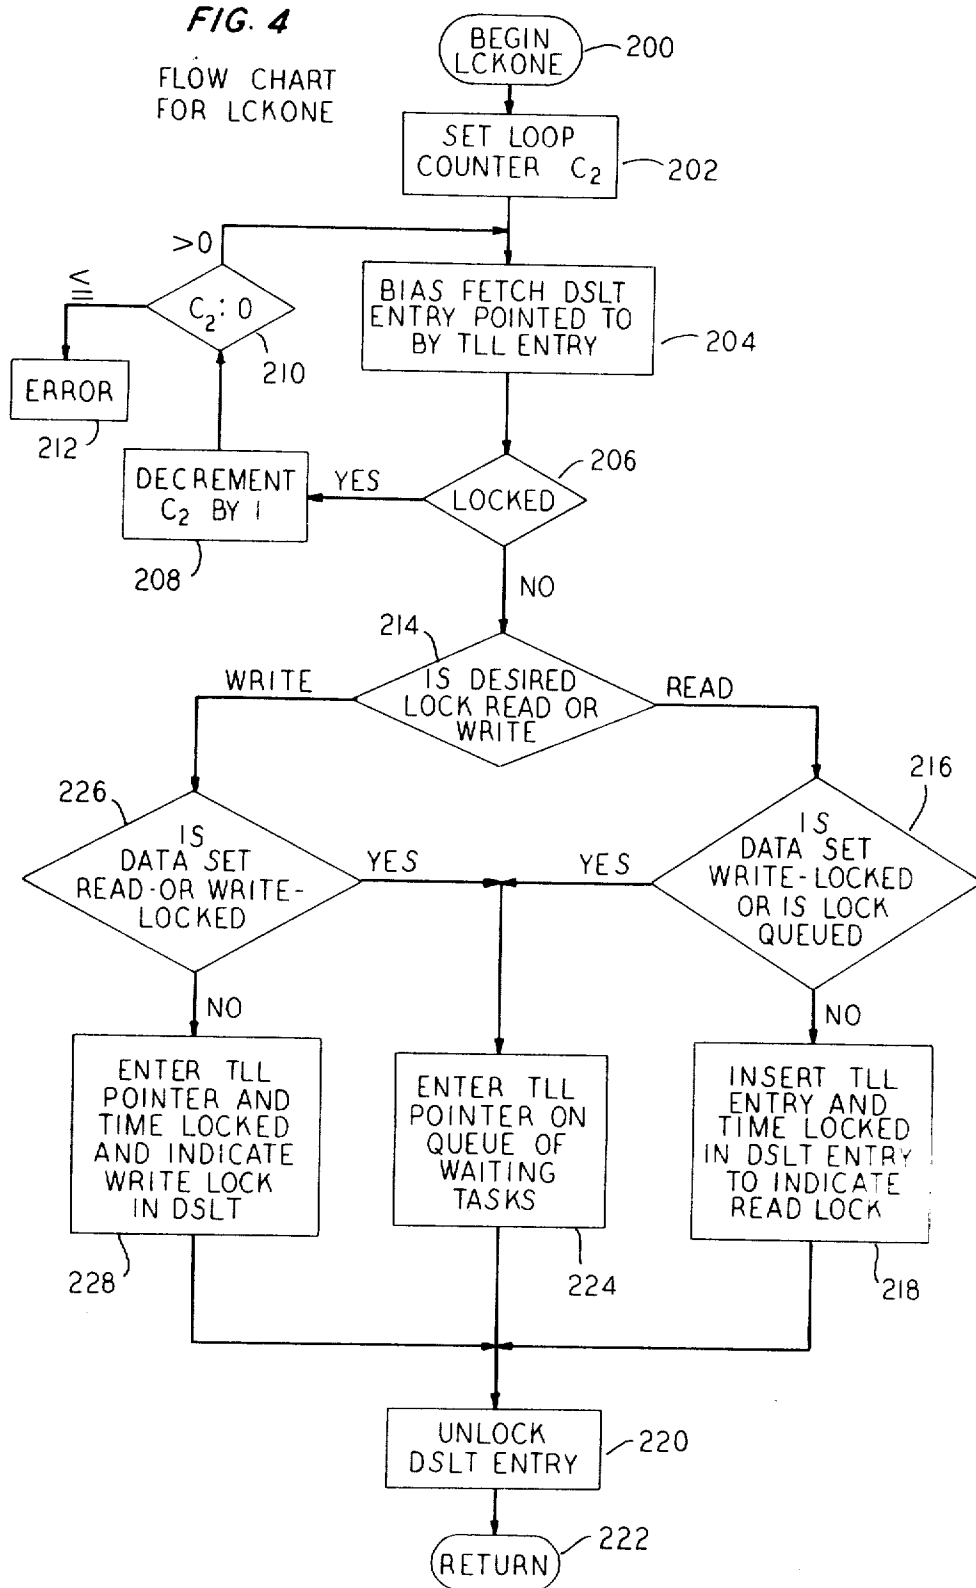 FIG. 4
FLOW CHART
FOR LCKONE
BEGIN
LCKONE
200
SET LOOP
COUNTER C2
202
>0
≤
C2: 0
210
ERROR
212
BIAS FETCH DSLT
ENTRY POINTED TO
BY TLL ENTRY
204
DECREMENT
C2 BY 1
208
YES
LOCKED
206
NO
214
IS DESIRED
LOCK READ OR
WRITE
WRITE
READ
226
IS
DATA SET
READ-OR WRITE-
LOCKED
YES
YES
216
IS
DATA SET
WRITE-LOCKED
OR IS LOCK
QUEUED
NO
NO
ENTER TLL
POINTER AND
TIME LOCKED
AND INDICATE
WRITE LOCK
IN DSLT
228
ENTER TLL
POINTER ON
QUEUE OF
WAITING
TASKS
224
INSERT TLL
ENTRY AND
TIME LOCKED
IN DSLT ENTRY
TO INDICATE
READ LOCK
218
UNLOCK
DSLT ENTRY
220
RETURN
222